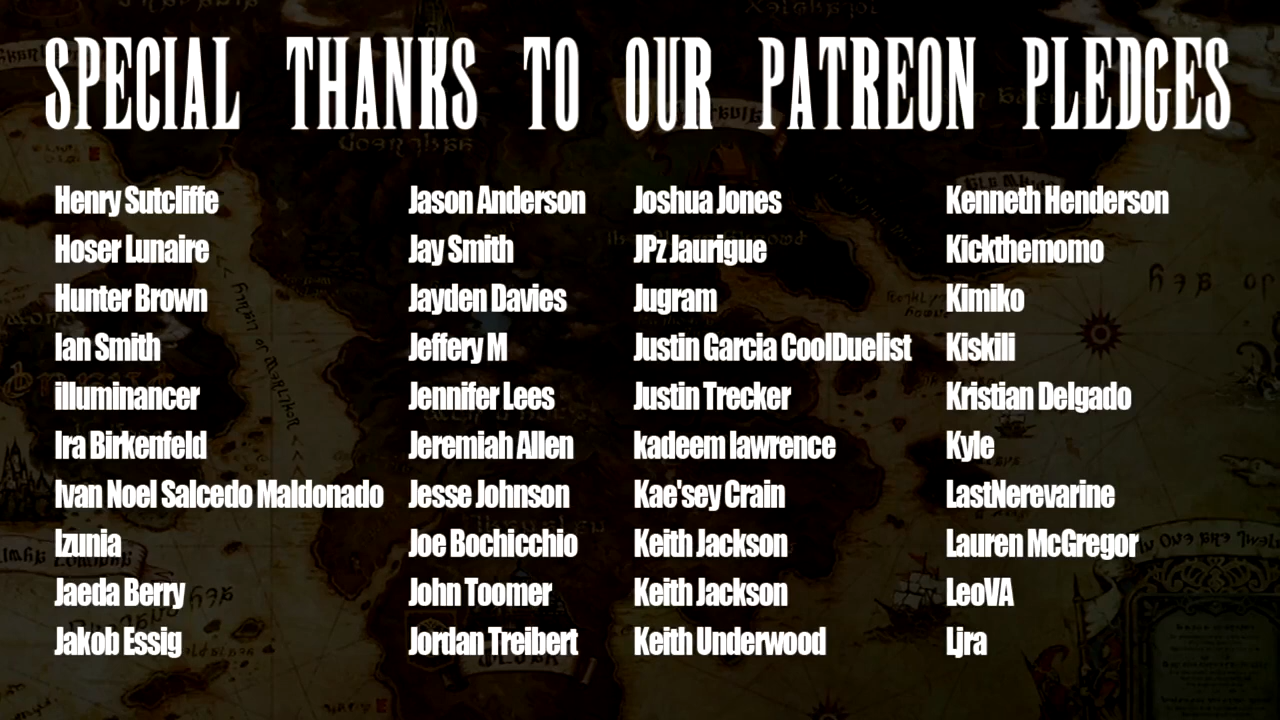 SPECIAL THANKS TO OUR PATREON PLEDGES
Henry Sutcliffe
Hoser Lunaire
Hunter Brown
Ian Smith
illuminancer
Ira Birkenfeld
Ivan Noel Salcedo Maldonado
Izunia
Jaeda Berry
Jakob Essig
Jason Anderson
Jay Smith
Jayden Davies
Jeffery M
Jennifer Lees
Jeremiah Allen
Jesse Johnson
Joe Bochicchio
John Toomer
Jordan Treibert
Joshua Jones
JPz Jaurigue
Jugram
Justin Garcia CoolDuelist
Justin Trecker
kadeem lawrence
Kae'sey Crain
Keith Jackson
Keith Jackson
Keith Underwood
Kenneth Henderson
Kickthemomo
Kimiko
Kiskili
Kristian Delgado
Kyle
LastNerevarine
Lauren McGregor
LeoVA
Ljra